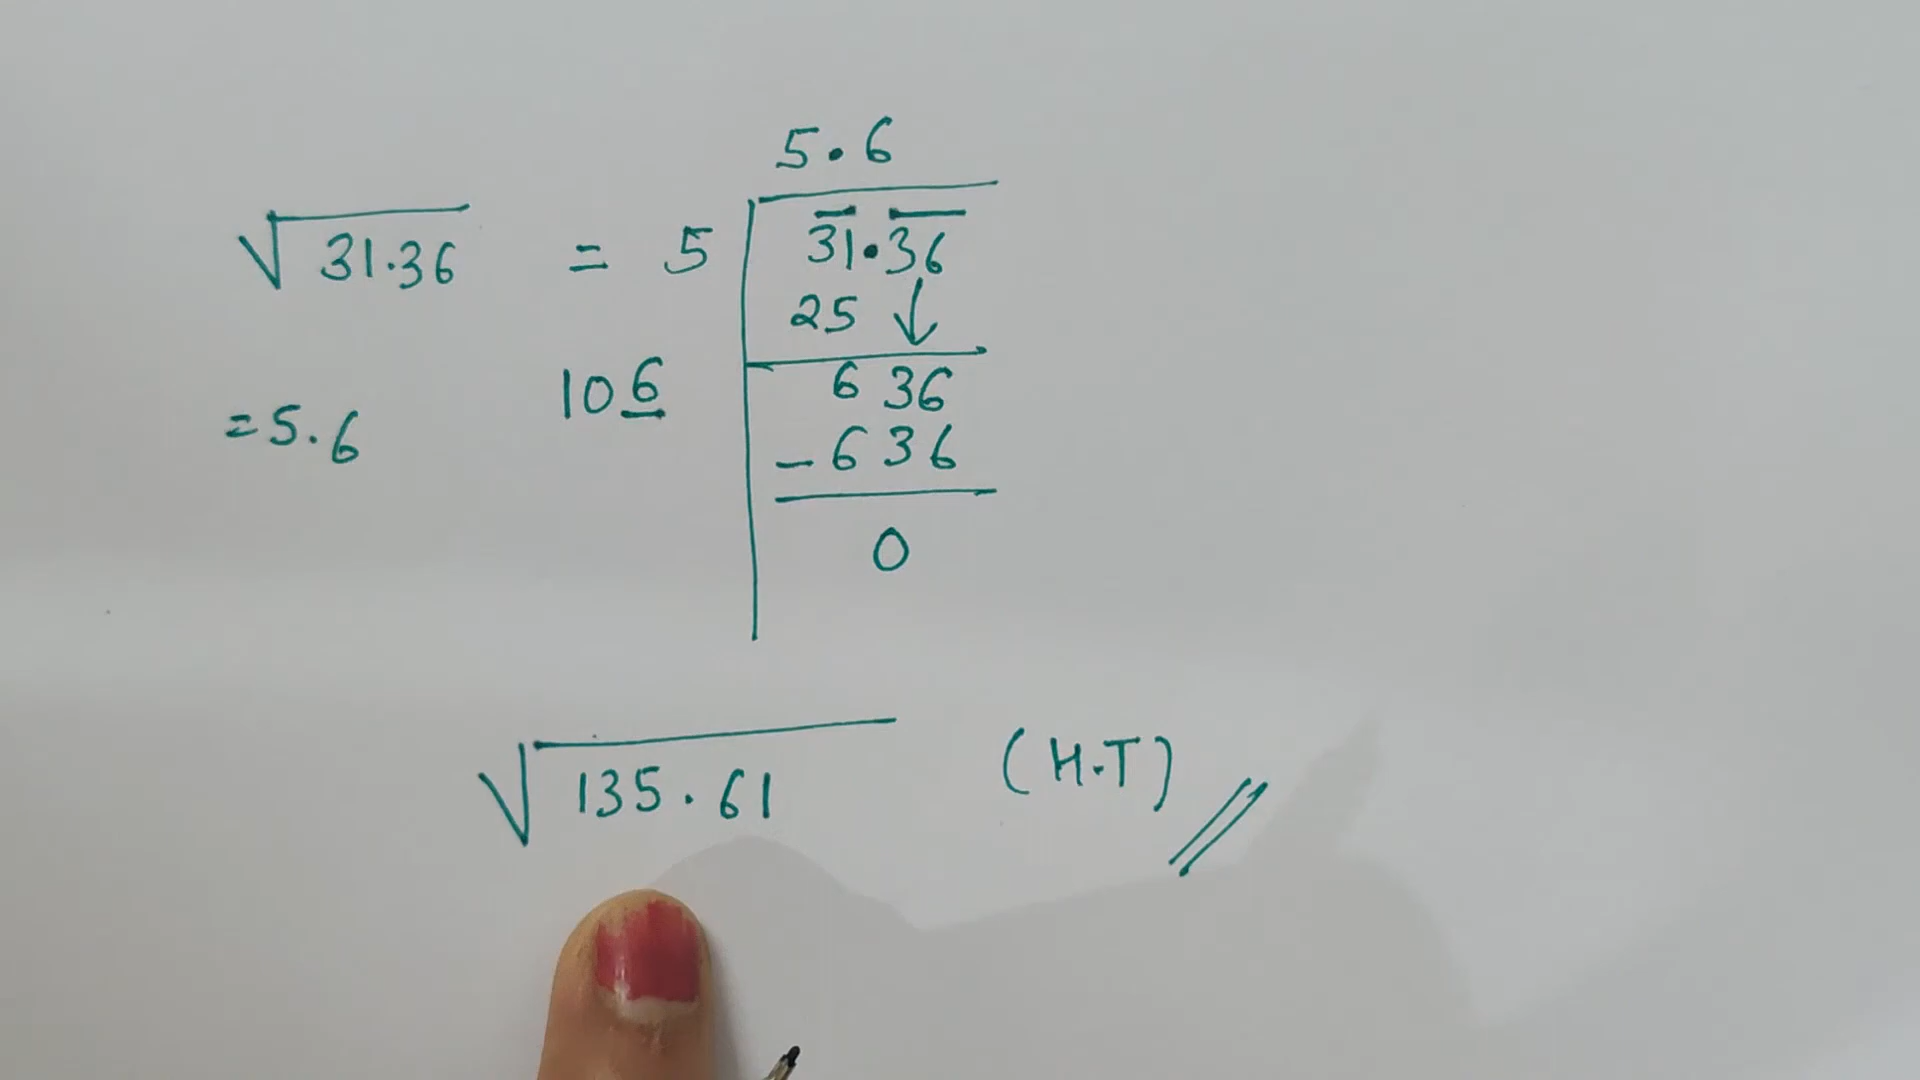 5.6
√31.36 = 5 31.36
25 ↓
106 636
= 5.6 -636
0
√135.61 (H.T)